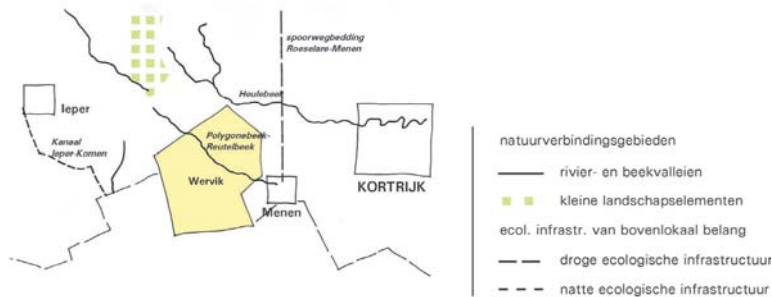 spoorwegbedding
Roeselare-Menen
Heulebeek
Ieper
Kanaal
Ieper-Komen
Polygonebeek-
Reutelbeek
Wervik
Menen
KORTRIJK
natuurverbindingsgebieden
rivier- en beekvalleien
kleine landschapselementen
ecol. infrastr. van bovenlokaal belang
droge ecologische infrastructuur
natte ecologische infrastructuur